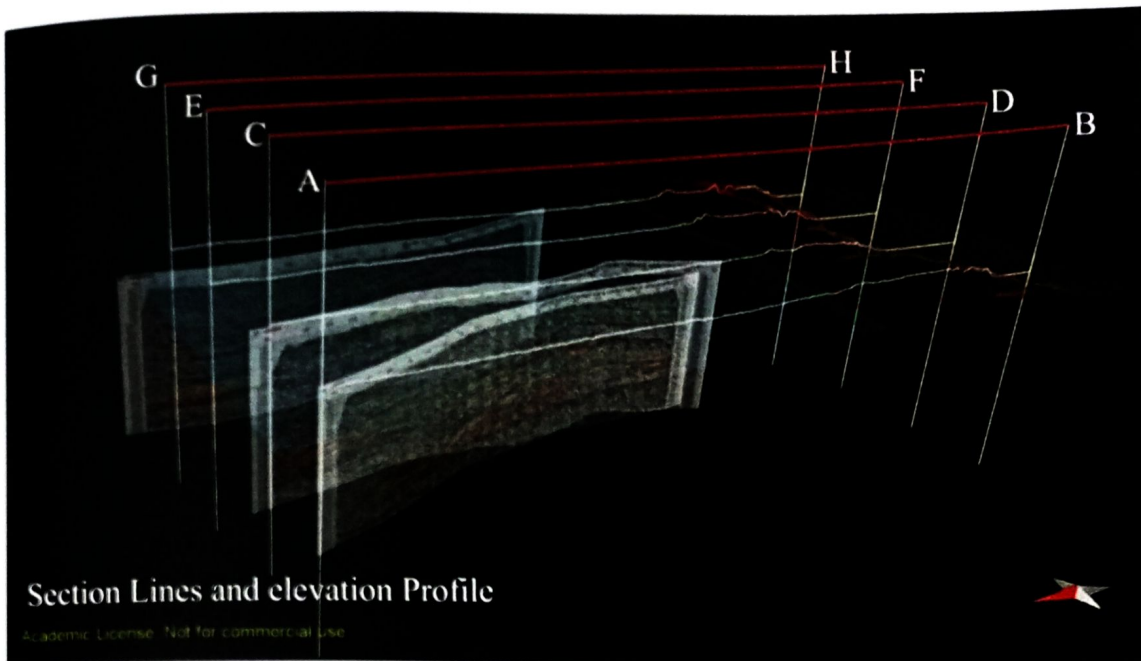 G H
E F
C D
A B
Section Lines and elevation Profile
Academic License: Not for commercial use